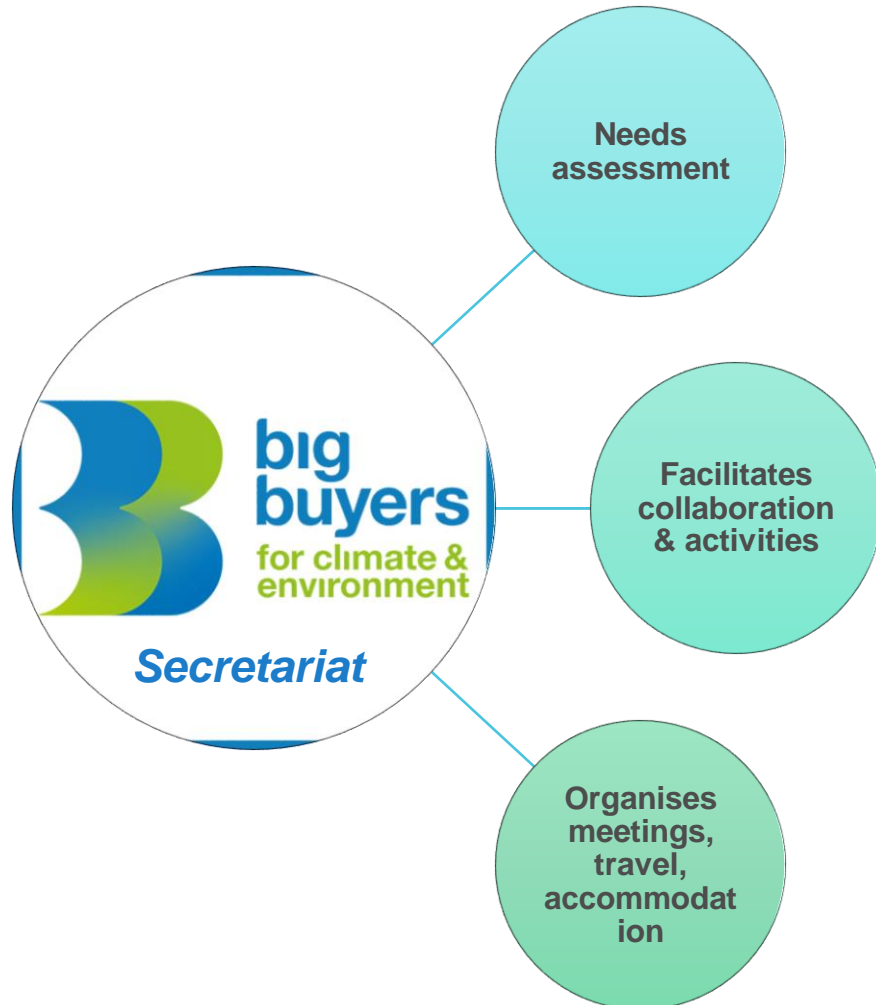 Needs
assessment
big
buyers
for climate &
environment
Secretariat
Facilitates
collaboration
& activities
Organises
meetings,
travel,
accommodat
ion